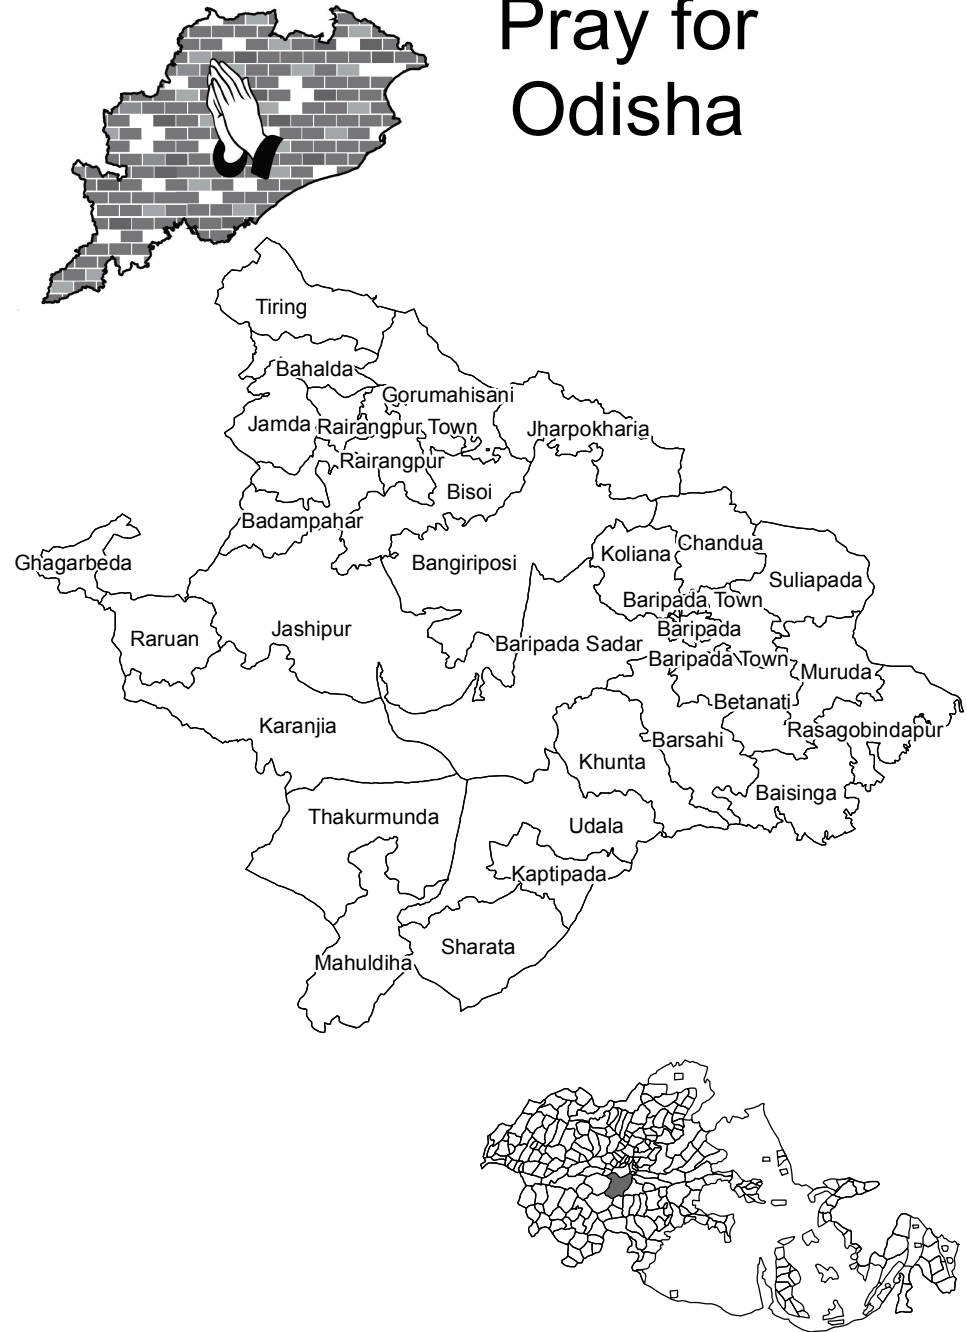 Pray for
Odisha
Tiring
Bahalda
Gorumahisani
Jamda
Rairangpur Town
Jharpokharia
Rairangpur
Bisoi
Badampahar
Ghagarbeda
Bangiriposi
Koliana
Chandua
Suliapada
Baripada Town
Raruan
Jashipur
Baripada Sadar
Baripada
Baripada Town
Muruda
Betanati
Karanjia
Barsahi
Rasagobindapur
Khunta
Baisinga
Thakurmunda
Udala
Kaptipada
Sharata
Mahuldiha